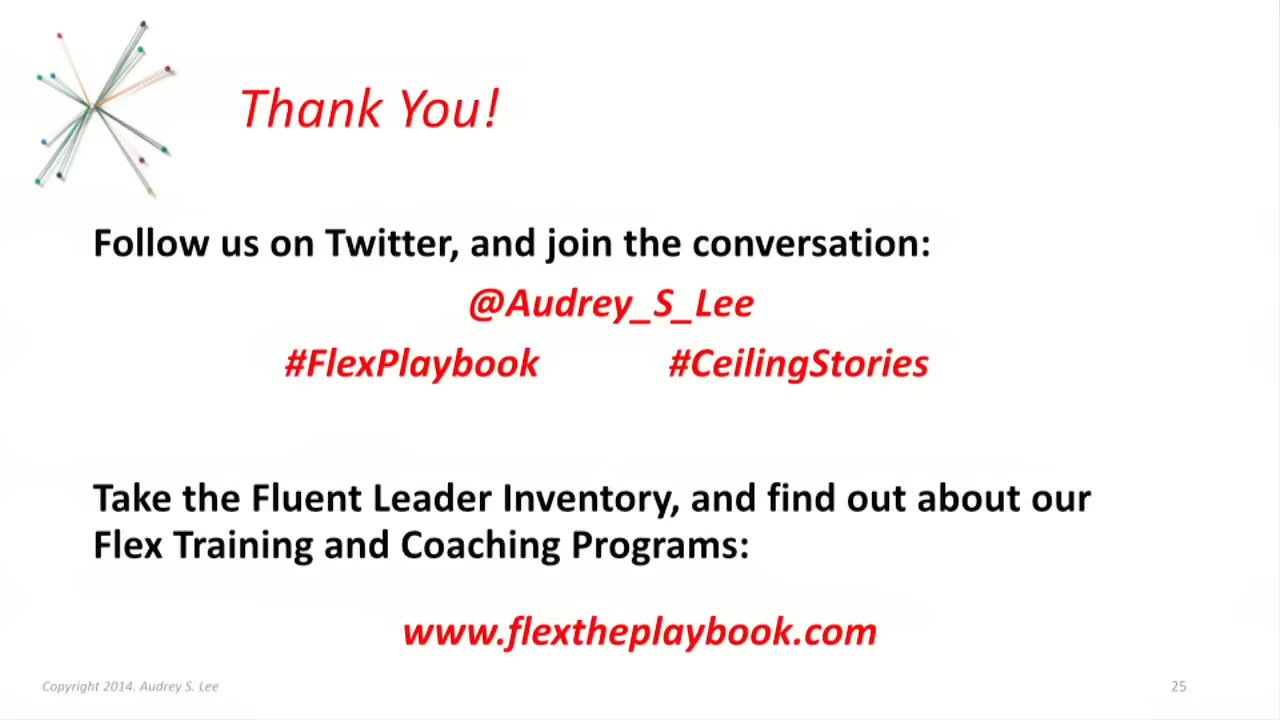 Thank You!
Follow us on Twitter, and join the conversation:
@Audrey_S_Lee
#FlexPlaybook #CeilingStories
Take the Fluent Leader Inventory, and find out about our
Flex Training and Coaching Programs:
www.flextheplaybook.com
Copyright 2014. Audrey S. Lee
25